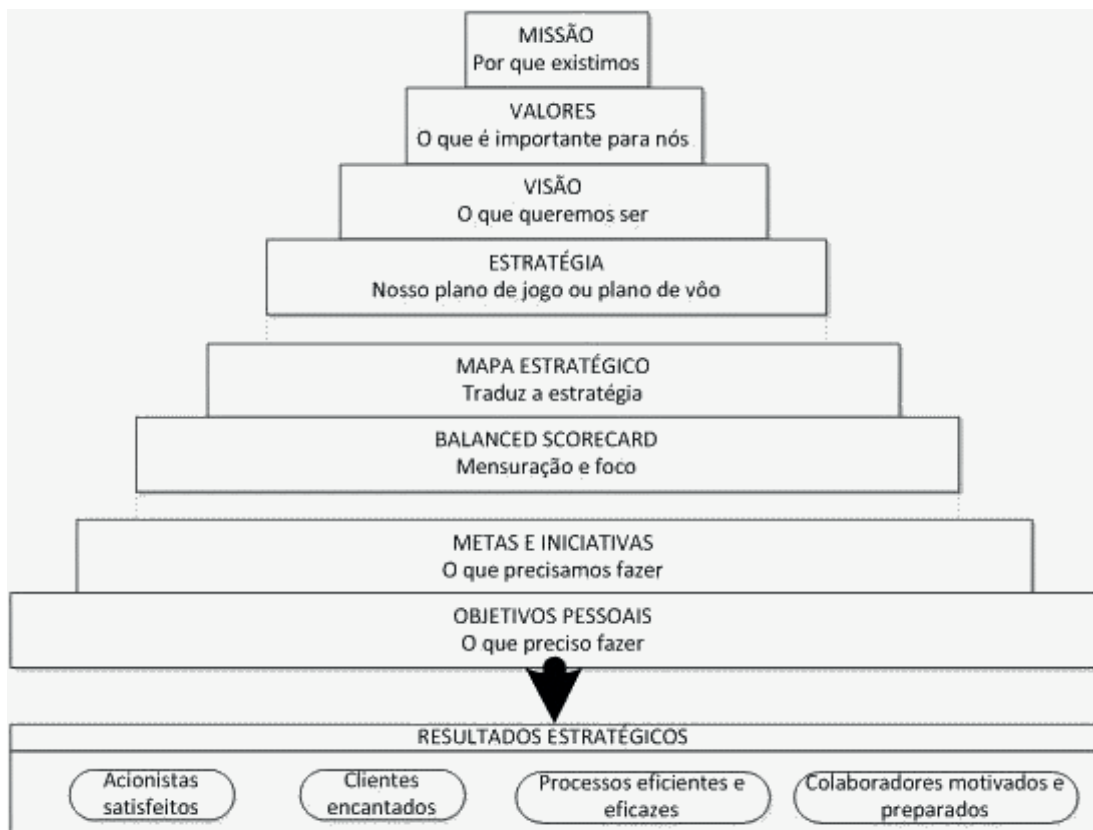 MISSÃO
Por que existimos
VALORES
O que é importante para nós
VISÃO
O que queremos ser
ESTRATÉGIA
Nosso plano de jogo ou plano de vôo
MAPA ESTRATÉGICO
Traduz a estratégia
BALANCED SCORECARD
Mensuração e foco
METAS E INICIATIVAS
O que precisamos fazer
OBJETIVOS PESSOAIS
O que preciso fazer
RESULTADOS ESTRATÉGICOS
Acionistas
satisfeitos
Clientes
encantados
Processos eficientes e
eficazes
Colaboradores motivados e
preparados